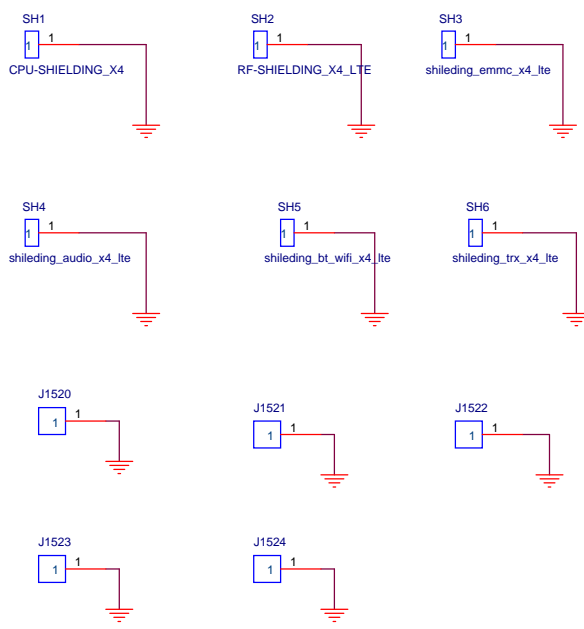 SH1
1 1
CPU-SHIELDING_X4
SH2
1 1
RF-SHIELDING_X4_LTE
SH3
1 1
shileding_emmc_x4_lte
SH4
1 1
shileding_audio_x4_lte
SH5
1 1
shileding_bt_wifi_x4_lte
SH6
1 1
shileding_trx_x4_lte
J1520
1 1
J1521
1 1
J1522
1 1
J1523
1 1
J1524
1 1